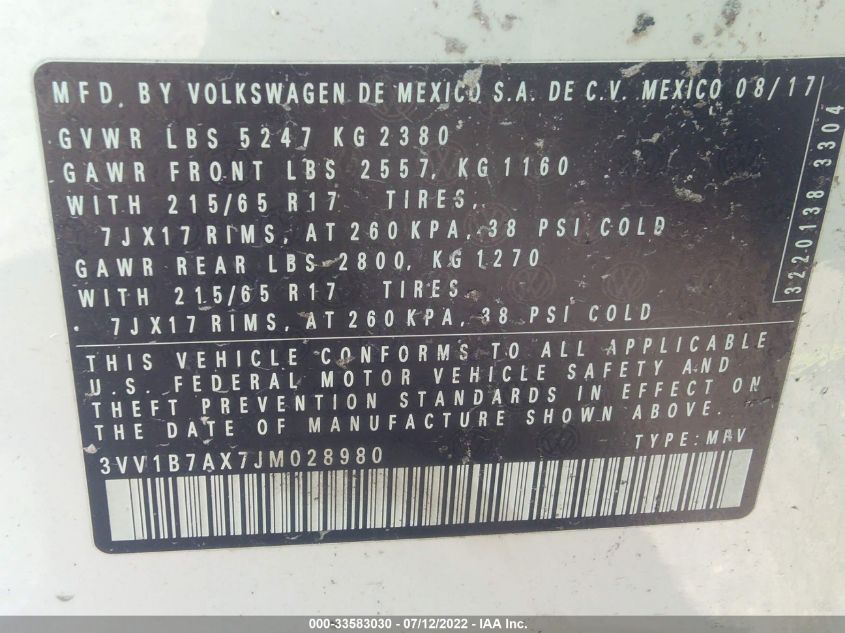 MFD. BY VOLKSWAGEN DE MEXICO S.A. DE C.V. MEXICO 08/17
GVWR LBS 5247 KG 2380
GAWR FRONT LBS 2557, KG 1160
WITH 215/65 R17 TIRES,
7JX17 RIMS, AT 260 KPA, 38 PSI COLD
GAWR REAR LBS 2800, KG 1270
WITH 215/65 R17 TIRES
7JX17 RIMS, AT 260 KPA, 38 PSI COLD
3220138 3304
THIS VEHICLE CONFORMS TO ALL APPLICABLE
U.S. FEDERAL MOTOR VEHICLE SAFETY AND
THEFT PREVENTION STANDARDS IN EFFECT ON
THE DATE OF MANUFACTURE SHOWN ABOVE.
TYPE: MPV
3VV1B7AX7JM028980
000-33583030 - 07/12/2022 - IAA Inc.